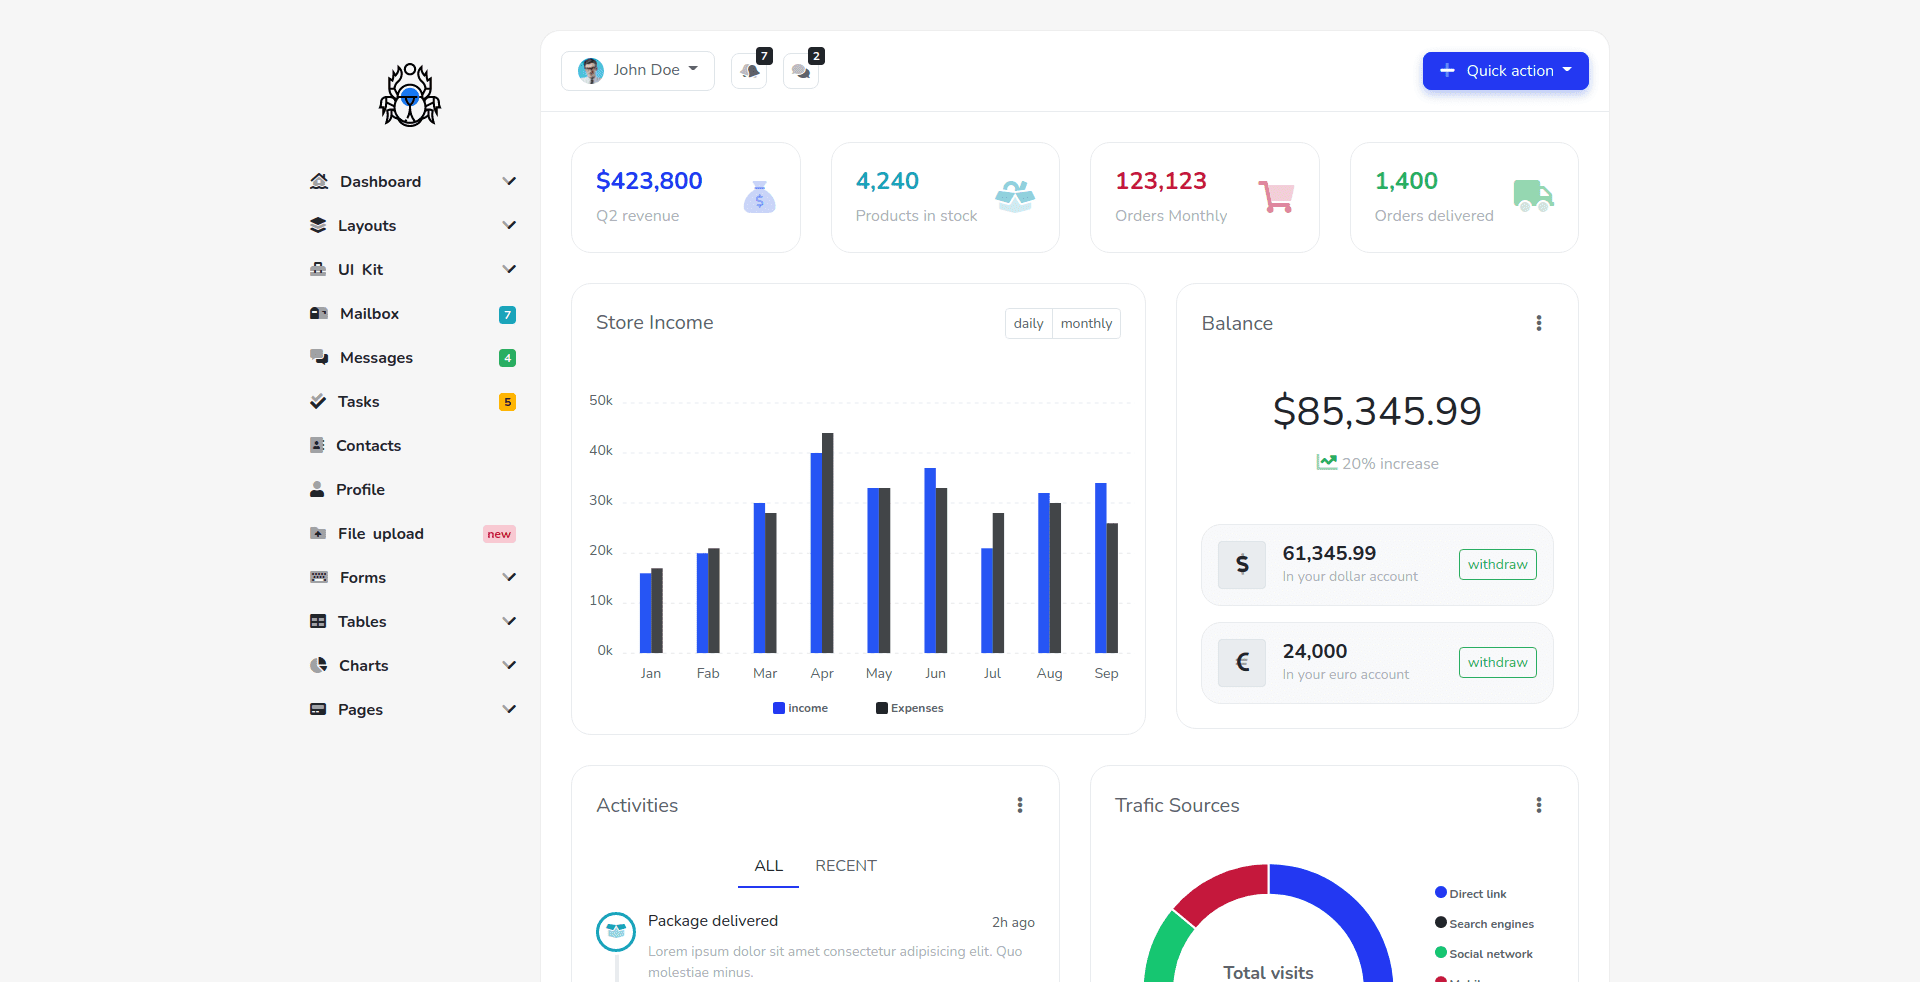 John Doe
7
2
Quick action
Dashboard
Layouts
UI Kit
Mailbox
7
Messages
4
Tasks
5
Contacts
Profile
File upload
new
Forms
Tables
Charts
Pages
$423,800
Q2 revenue
$
4,240
Products in stock
123,123
Orders Monthly
1,400
Orders delivered
Store Income
daily
monthly
50k
40k
30k
20k
10k
0k
Jan
Fab
Mar
Apr
May
Jun
Jul
Aug
Sep
income
Expenses
Balance
$85,345.99
20% increase
$
61,345.99
In your dollar account
withdraw
€
24,000
In your euro account
withdraw
Activities
ALL
RECENT
Package delivered
2h ago
Lorem ipsum dolor sit amet consectetur adipisicing elit. Quo
molestiae minus.
Trafic Sources
Total visits
Direct link
Search engines
Social network